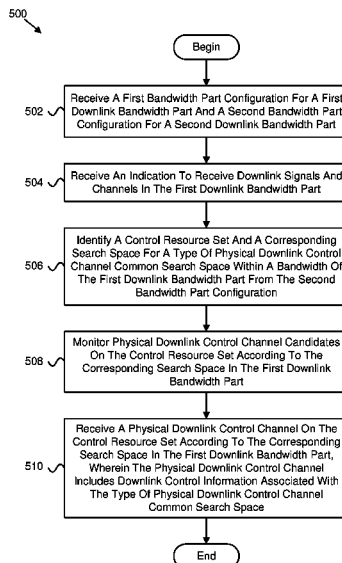 500
Begin
502
Receive A First Bandwidth Part Configuration For A First
Downlink Bandwidth Part And A Second Bandwidth Part
Configuration For A Second Downlink Bandwidth Part
504
Receive An Indication To Receive Downlink Signals And
Channels In The First Downlink Bandwidth Part
506
Identify A Control Resource Set And A Corresponding
Search Space For A Type Of Physical Downlink Control
Channel Common Search Space Within A Bandwidth Of
The First Downlink Bandwidth Part From The Second
Bandwidth Part Configuration
508
Monitor Physical Downlink Control Channel Candidates
On The Control Resource Set According To The
Corresponding Search Space In The First Downlink
Bandwidth Part
510
Receive A Physical Downlink Control Channel On The
Control Resource Set According To The Corresponding
Search Space In The First Downlink Bandwidth Part,
Wherein The Physical Downlink Control Channel
Includes Downlink Control Information Associated With
The Type Of Physical Downlink Control Channel
Common Search Space
End